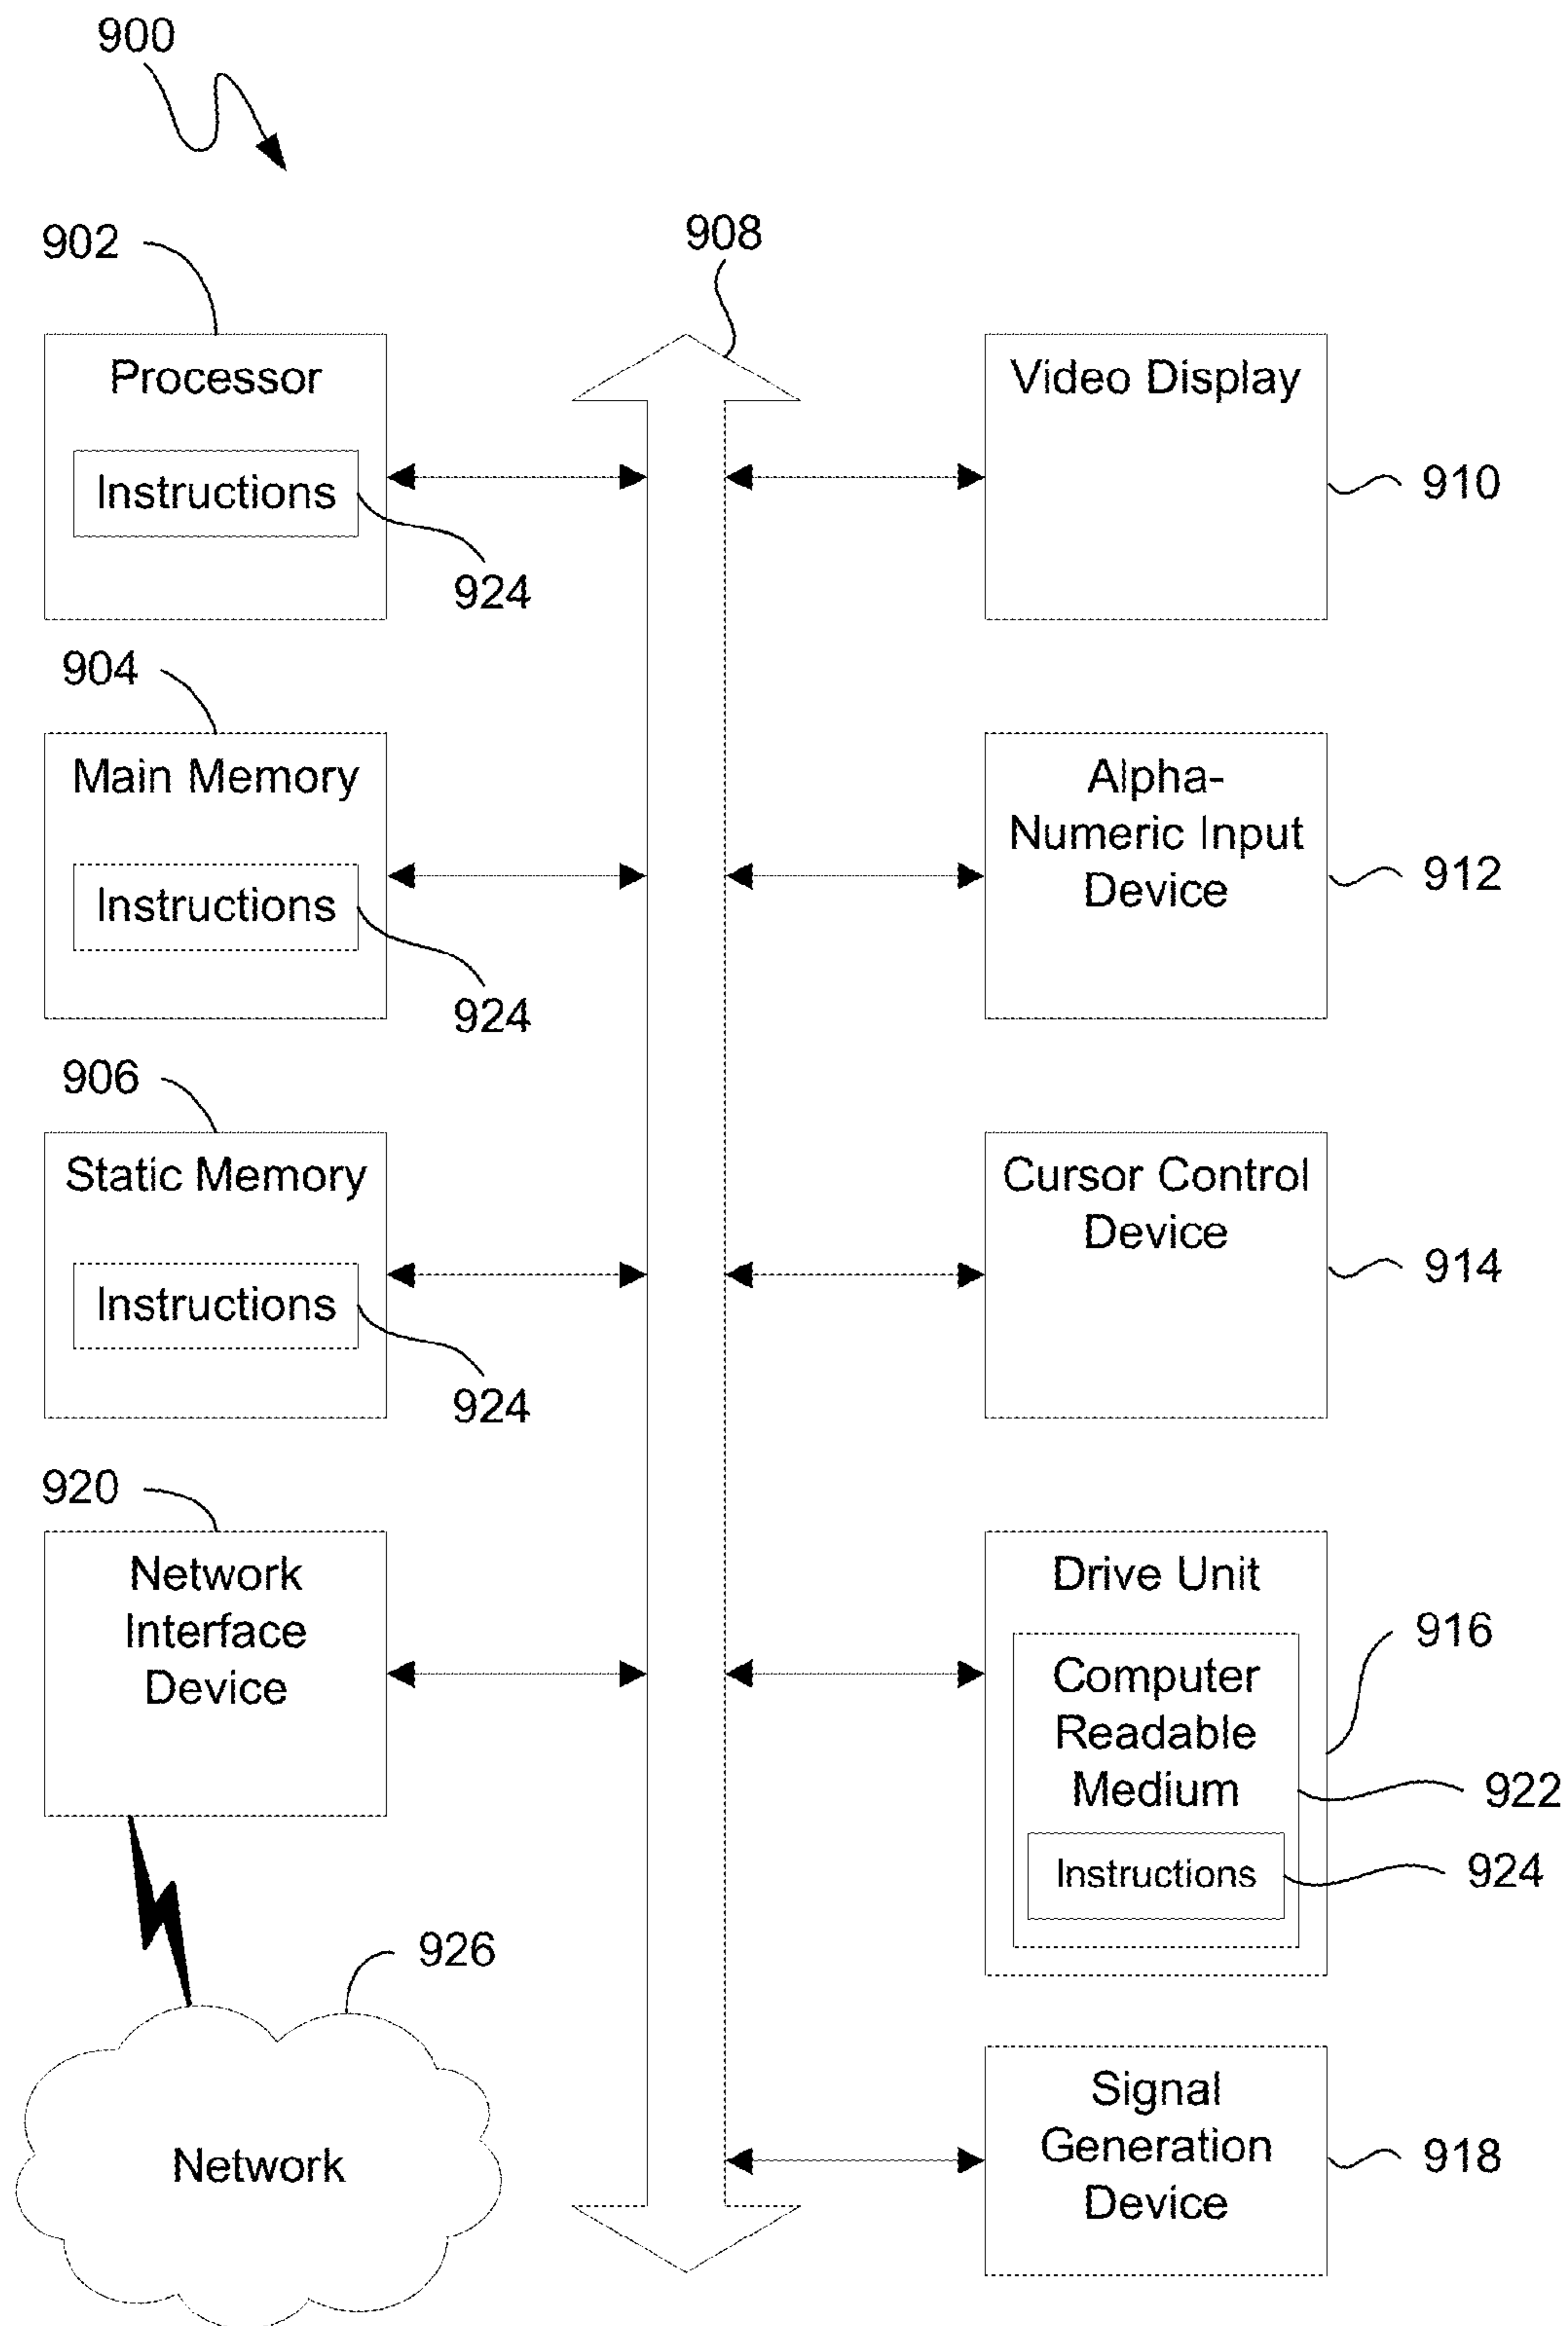 900
902
908
Processor
Instructions
924
Video Display
910
904
Main Memory
Instructions
924
Alpha-
Numeric Input
Device
912
906
Static Memory
Instructions
924
Cursor Control
Device
914
920
Network
Interface
Device
Drive Unit
916
Computer
Readable
Medium
922
Instructions
924
926
Network
Signal
Generation
Device
918